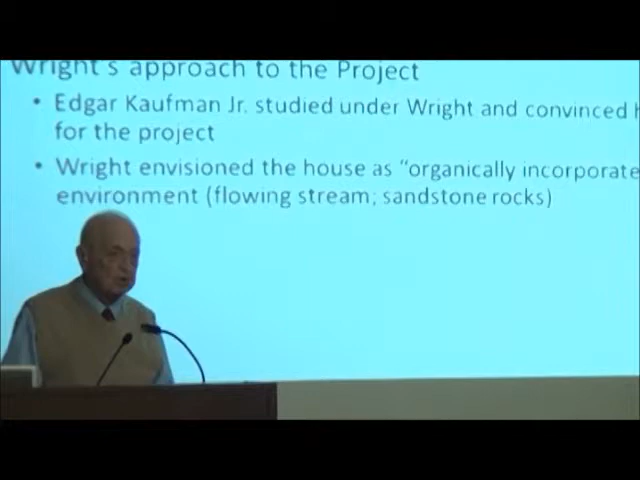 Wright's approach to the Project
• Edgar Kaufman Jr. studied under Wright and convinced
for the project
• Wright envisioned the house as "organically incorporate
environment (flowing stream; sandstone rocks)